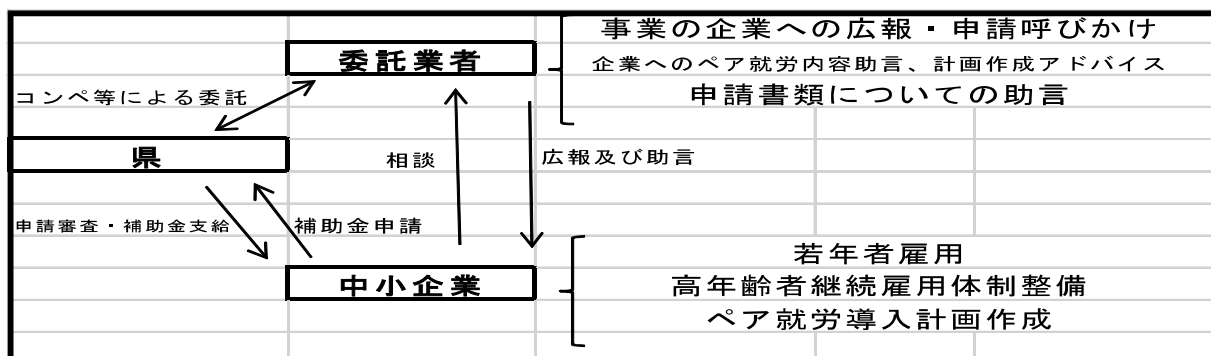 事業の企業への広報・申請呼びかけ
委託業者
企業へのペア就労内容助言、計画作成アドバイス
コンペ等による委託
申請書類についての助言
県
相談
広報及び助言
申請審査・補助金支給
補助金申請
若年者雇用
中小企業
高年齢者継続雇用体制整備
ペア就労導入計画作成